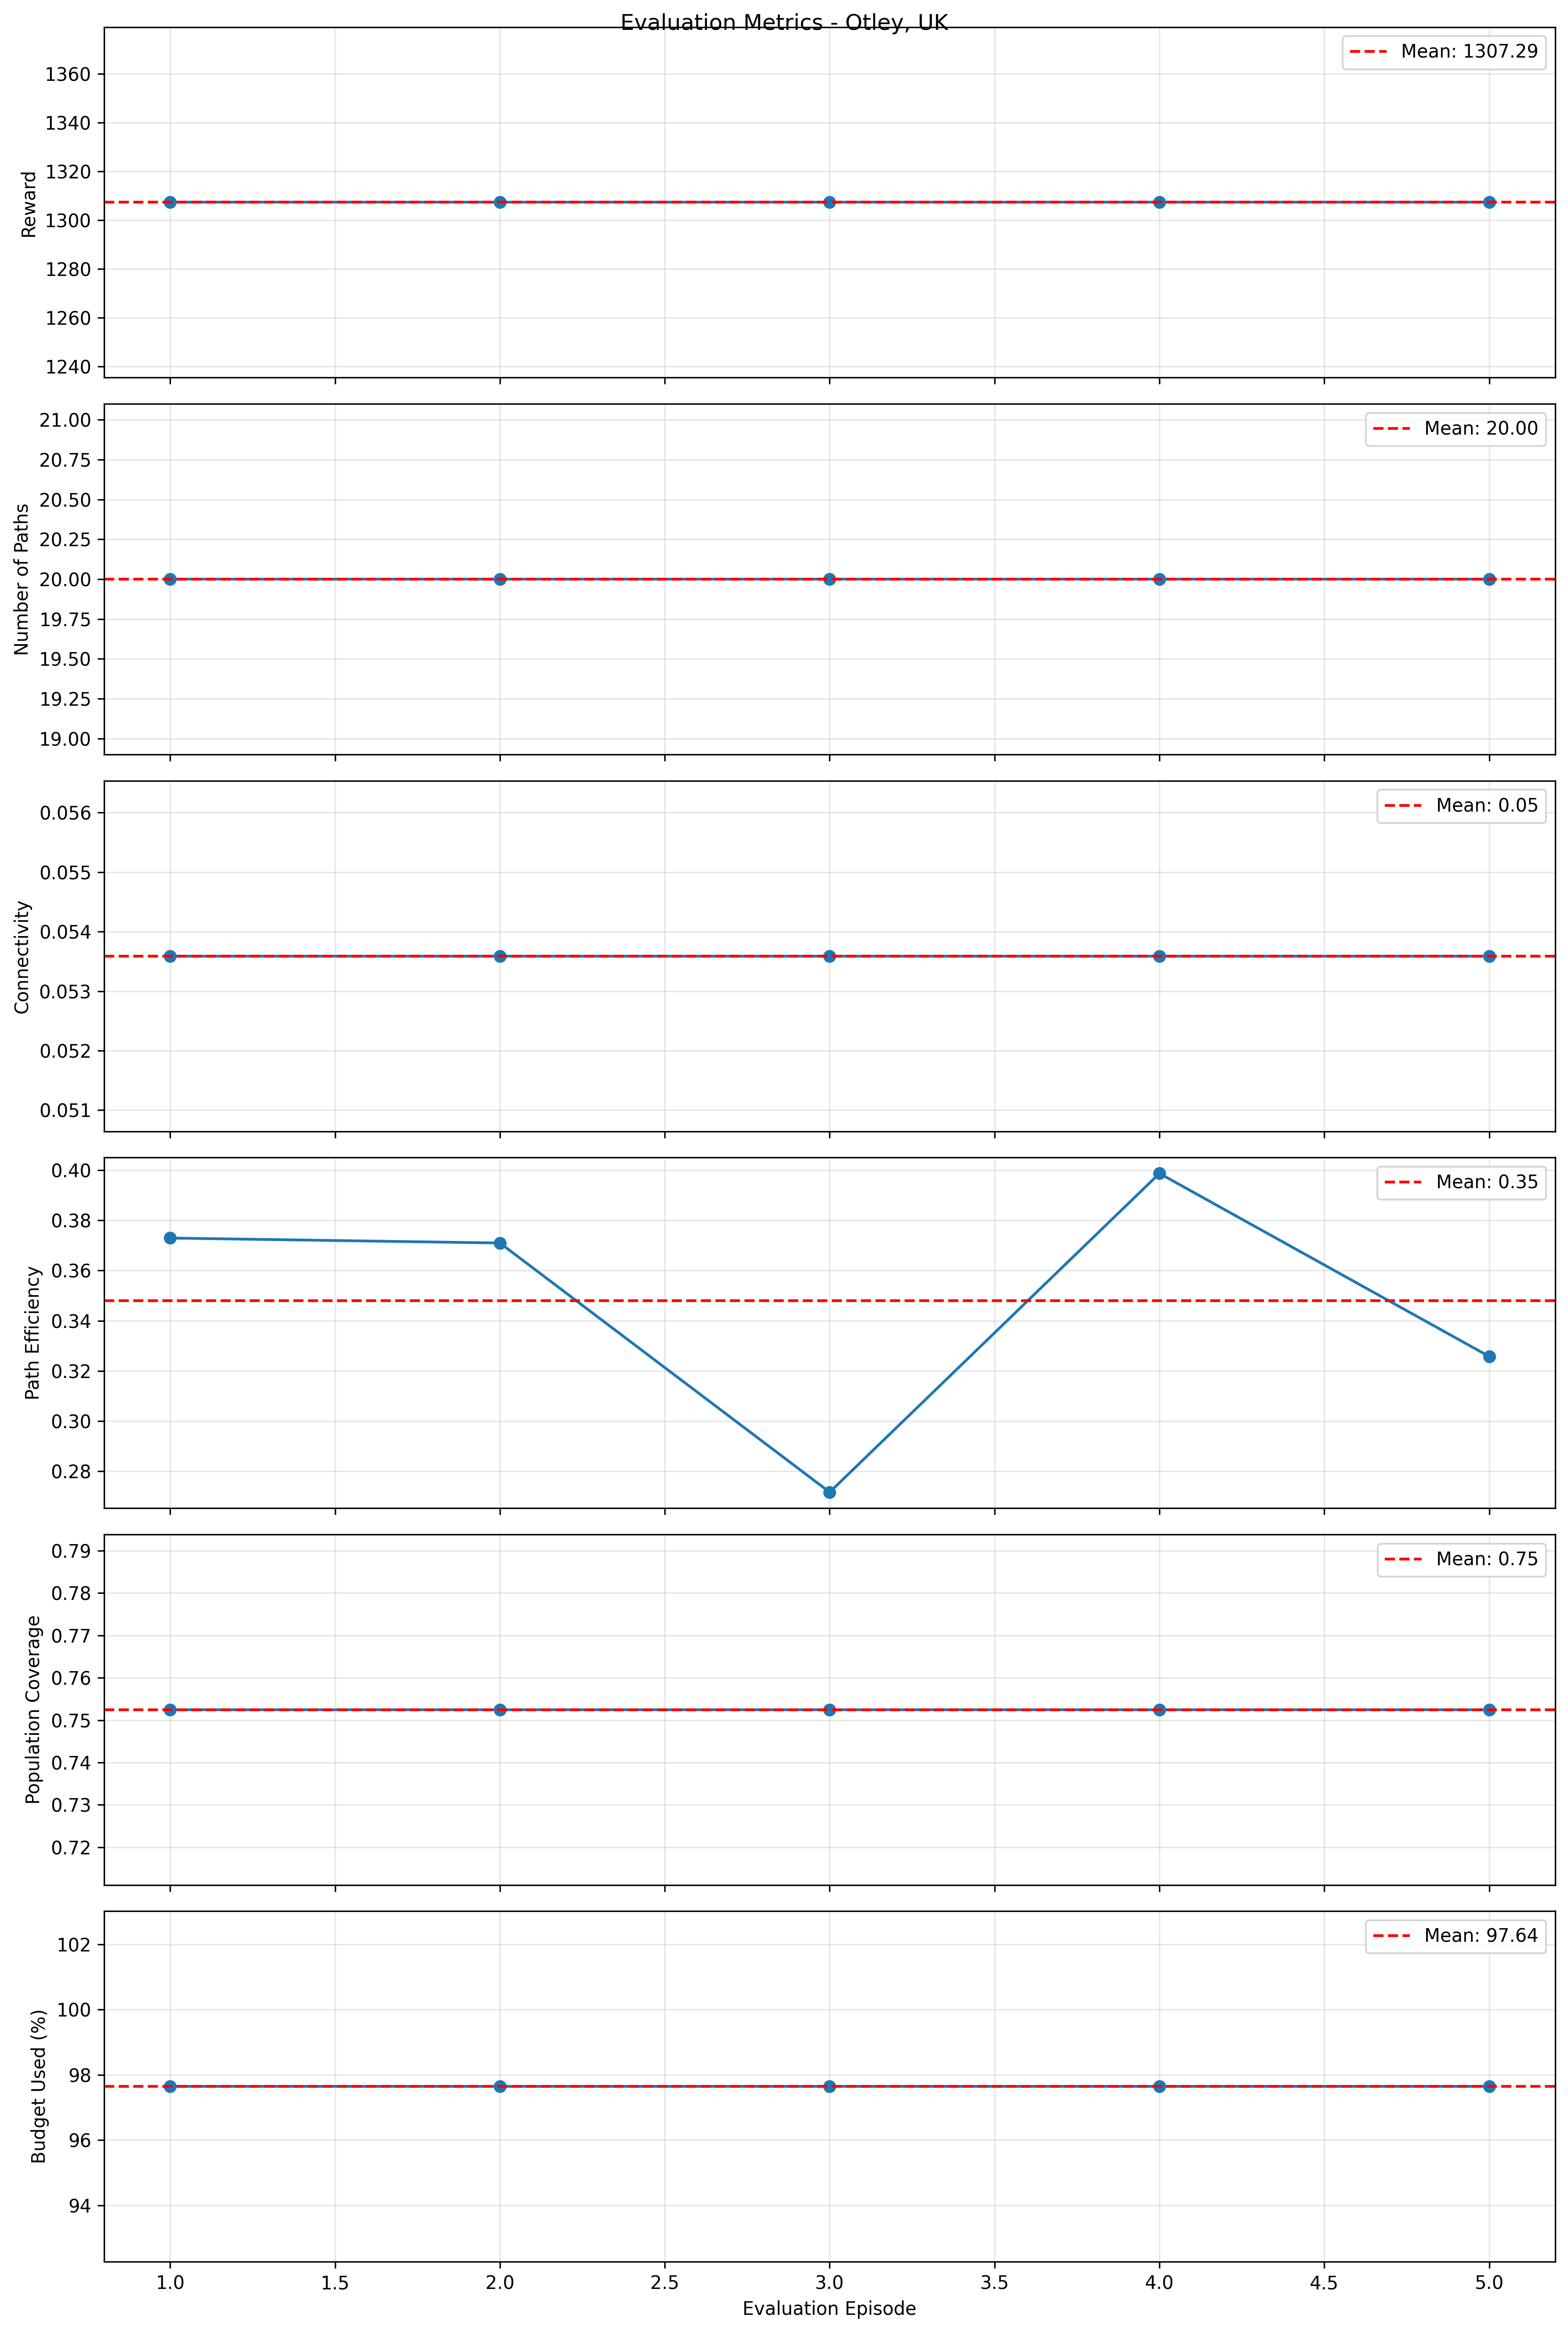 Evaluation Metrics - Otley, UK
Mean: 1307.29
Reward
1360
1340
1320
1300
1280
1260
1240
Mean: 20.00
Number of Paths
21.00
20.75
20.50
20.25
20.00
19.75
19.50
19.25
19.00
Mean: 0.05
Connectivity
0.056
0.055
0.054
0.053
0.052
0.051
Mean: 0.35
Path Efficiency
0.40
0.38
0.36
0.34
0.32
0.30
0.28
Mean: 0.75
Population Coverage
0.79
0.78
0.77
0.76
0.75
0.74
0.73
0.72
Mean: 97.64
Budget Used (%)
102
100
98
96
94
1.0 1.5 2.0 2.5 3.0 3.5 4.0 4.5 5.0
Evaluation Episode